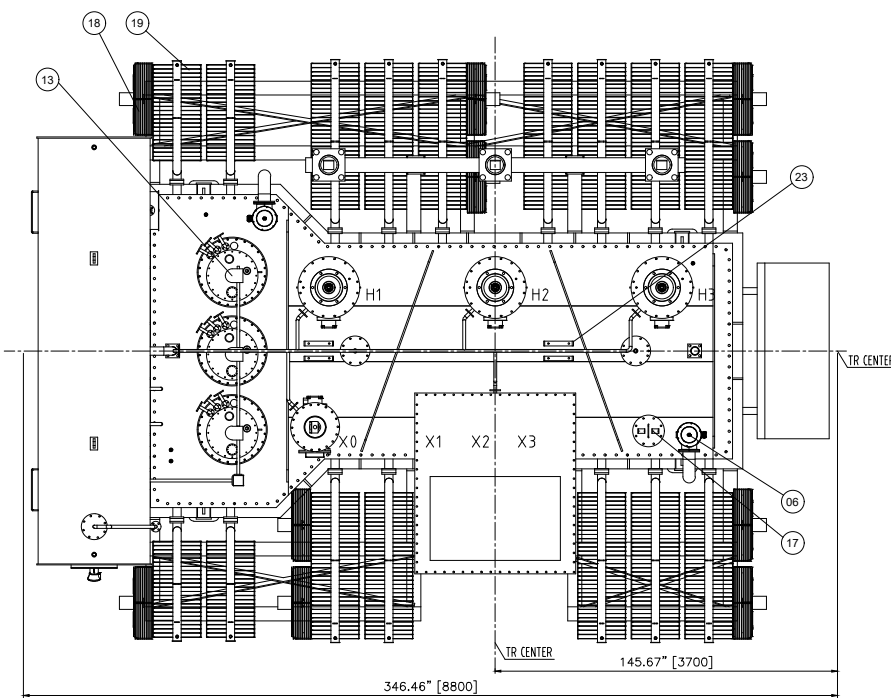 18
19
13
23
H1
H2
H3
TR CENTER
X0
X1
X2
X3
06
17
TR CENTER
145.67” [3700]
346.46” [8800]